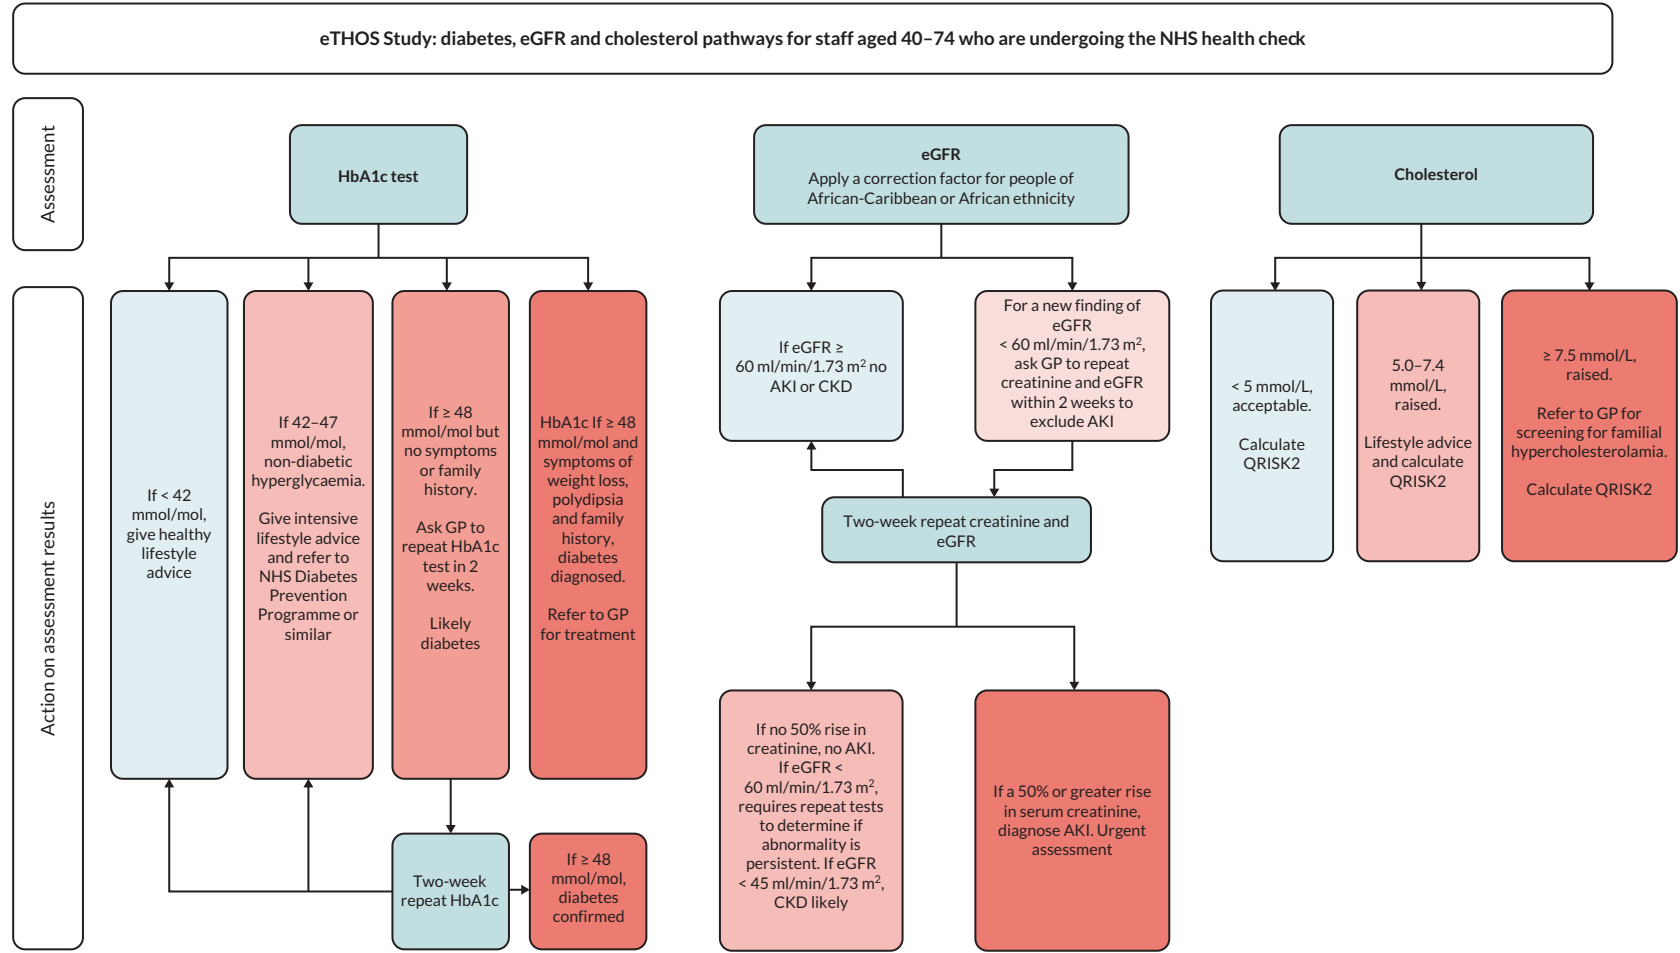 eTHOS Study: diabetes, eGFR and cholesterol pathways for staff aged 40–74 who are undergoing the NHS health check
Assessment
HbA1c test
eGFR
Apply a correction factor for people of
African-Caribbean or African ethnicity
Cholesterol
Action on assessment results
If < 42
mmol/mol,
give healthy
lifestyle
advice
If 42–47
mmol/mol,
non-diabetic
hyperglycaemia.
Give intensive
lifestyle advice
and refer to
NHS Diabetes
Prevention
Programme or
similar
If ≥ 48
mmol/mol but
no symptoms
or family
history.
Ask GP to
repeat HbA1c
test in 2
weeks.
Likely
diabetes
HbA1c If ≥ 48
mmol/mol and
symptoms of
weight loss,
polydipsia
and family
history,
diabetes
diagnosed.
Refer to GP
for treatment
Two-week
repeat HbA1c
If ≥ 48
mmol/mol,
diabetes
confirmed
If eGFR ≥
60 ml/min/1.73 m² no
AKI or CKD
For a new finding of
eGFR
< 60 ml/min/1.73 m²,
ask GP to repeat
creatinine and eGFR
within 2 weeks to
exclude AKI
Two-week repeat creatinine and
eGFR
If no 50% rise in
creatinine, no AKI.
If eGFR <
60 ml/min/1.73 m²,
requires repeat tests
to determine if
abnormality is
persistent. If eGFR
< 45 ml/min/1.73 m²,
CKD likely
If a 50% or greater rise
in serum creatinine,
diagnose AKI. Urgent
assessment
< 5 mmol/L,
acceptable.
Calculate
QRISK2
5.0–7.4
mmol/L,
raised.
Lifestyle advice
and calculate
QRISK2
≥ 7.5 mmol/L,
raised.
Refer to GP for
screening for familial
hypercholesterolamia.
Calculate QRISK2